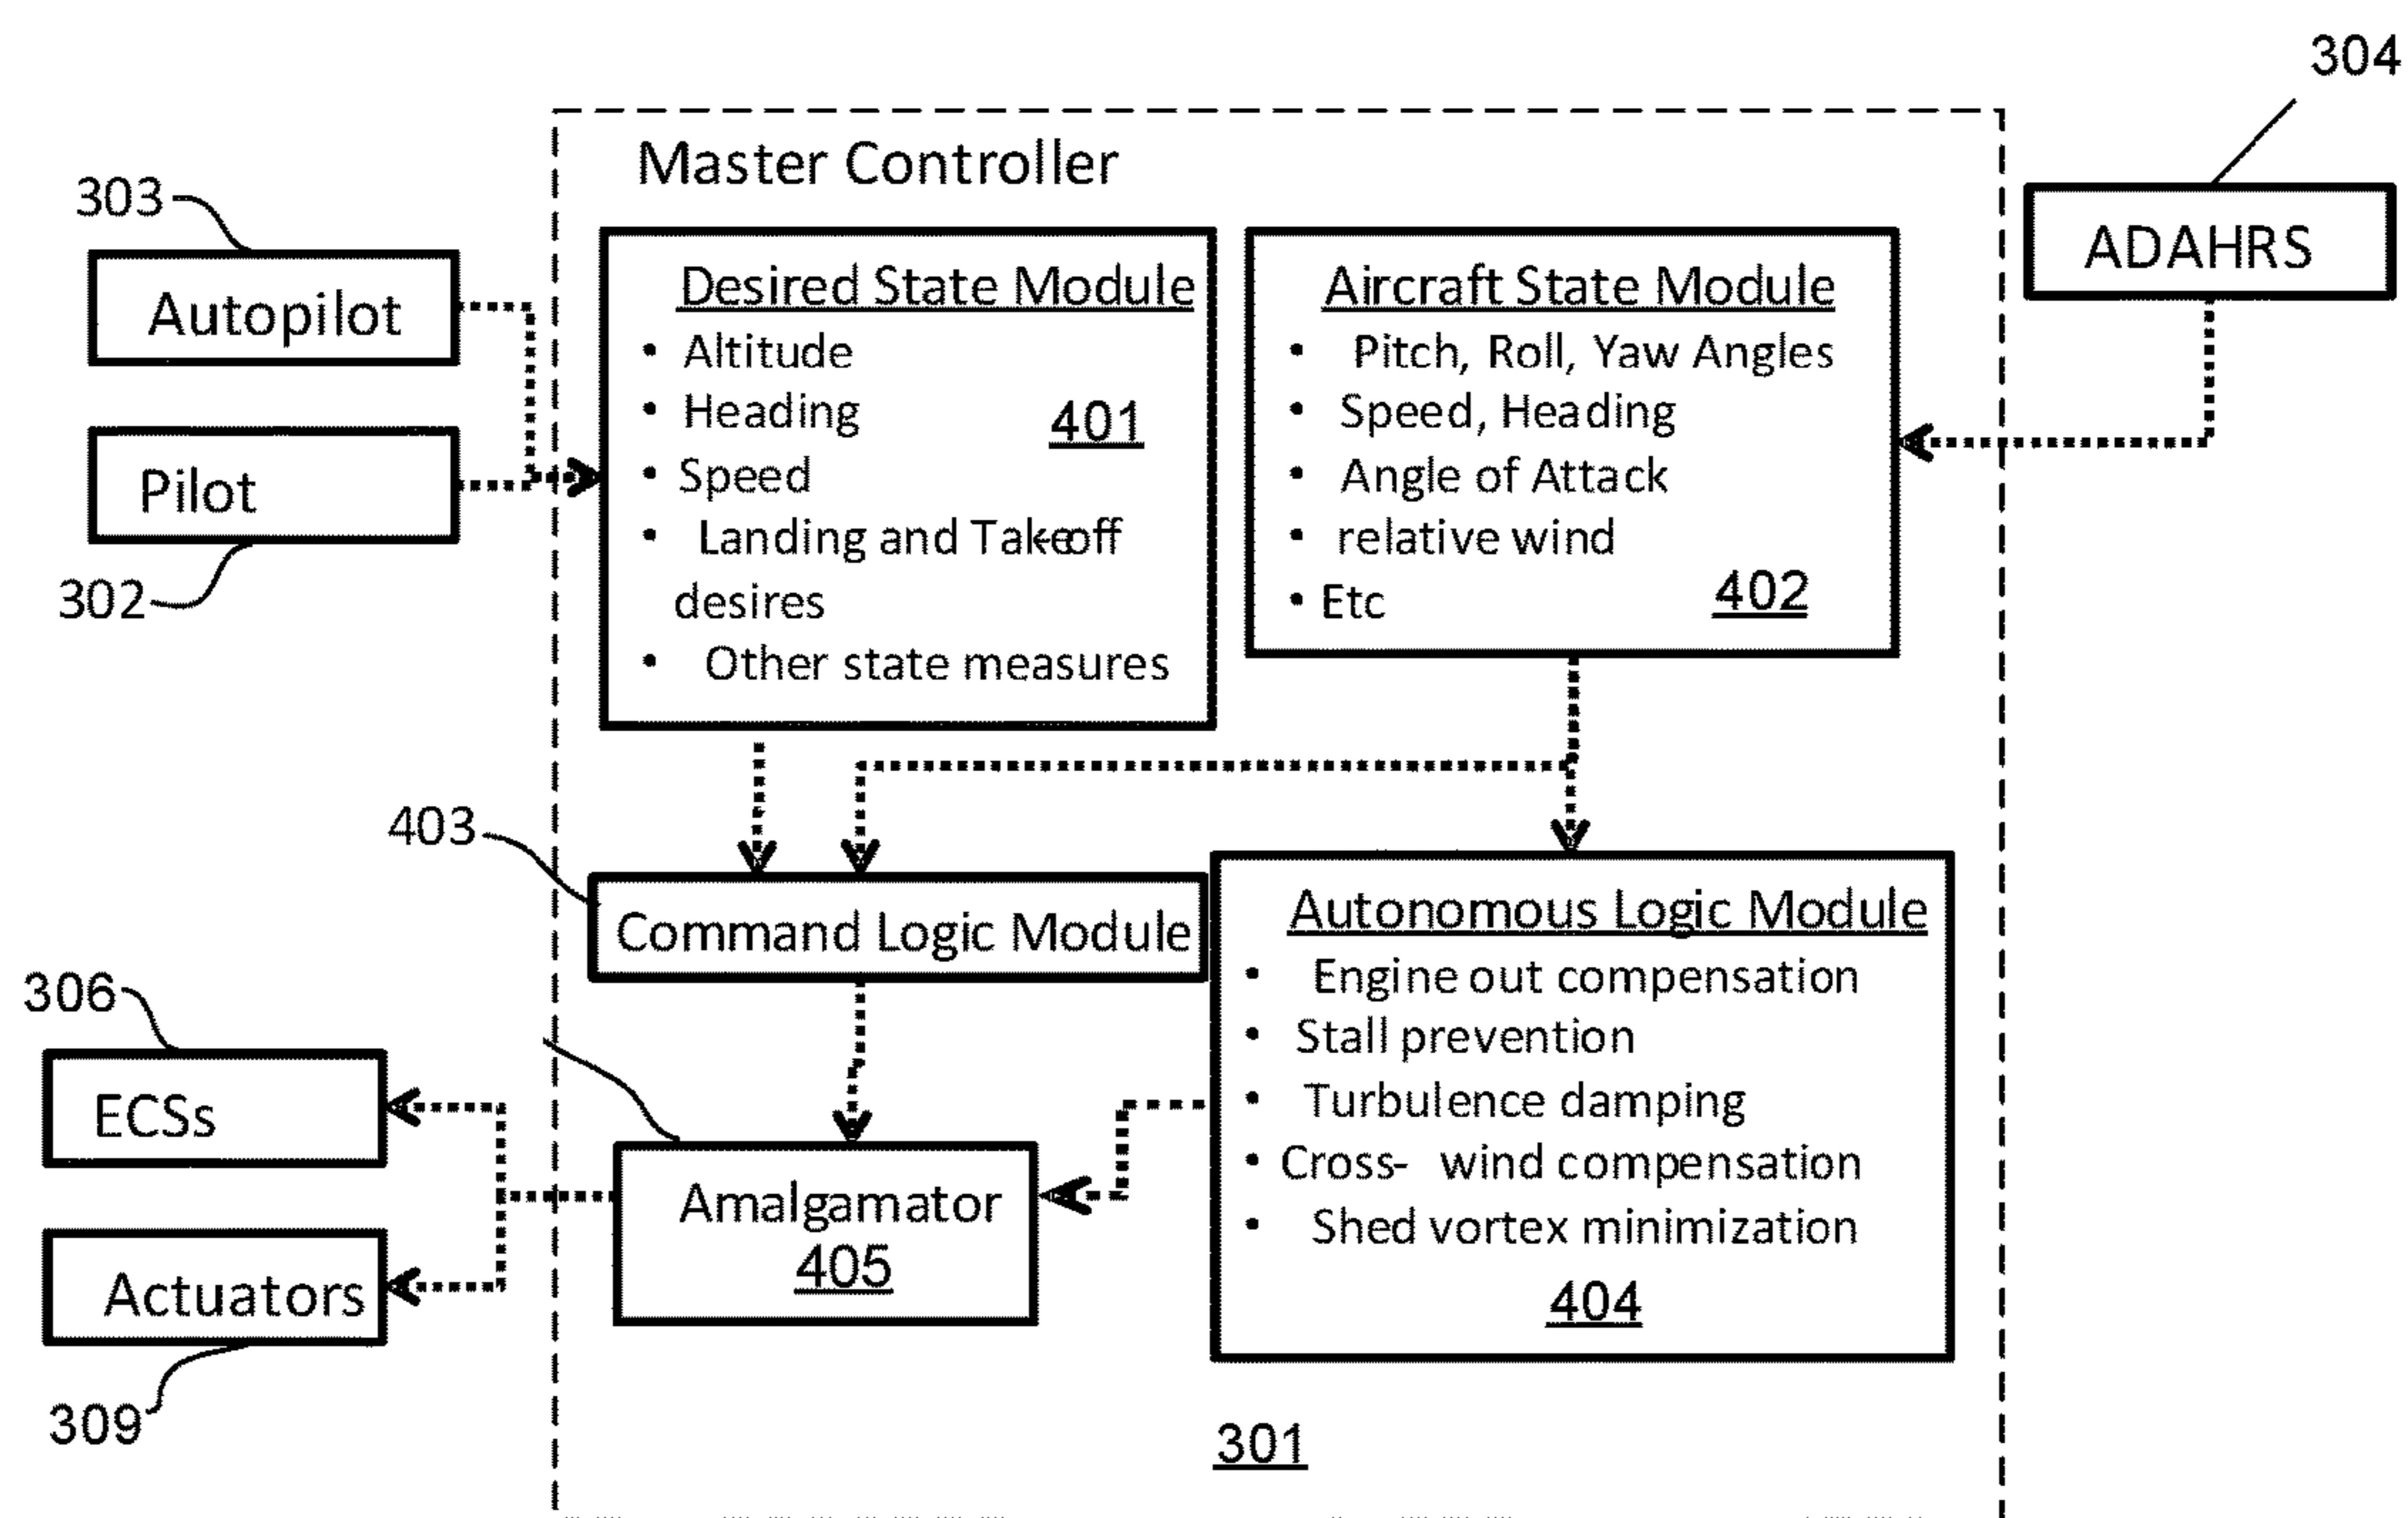 304
Master Controller
303
Autopilot
Pilot
302
Desired State Module
• Altitude
• Heading
401
• Speed
• Landing and Take-off
desires
• Other state measures
Aircraft State Module
• Pitch, Roll, Yaw Angles
• Speed, Heading
• Angle of Attack
• relative wind
• Etc
402
ADAHRS
403
Command Logic Module
Autonomous Logic Module
• Engine out compensation
• Stall prevention
• Turbulence damping
• Cross- wind compensation
• Shed vortex minimization
404
306
ECSs
Actuators
309
Amalgamator
405
301